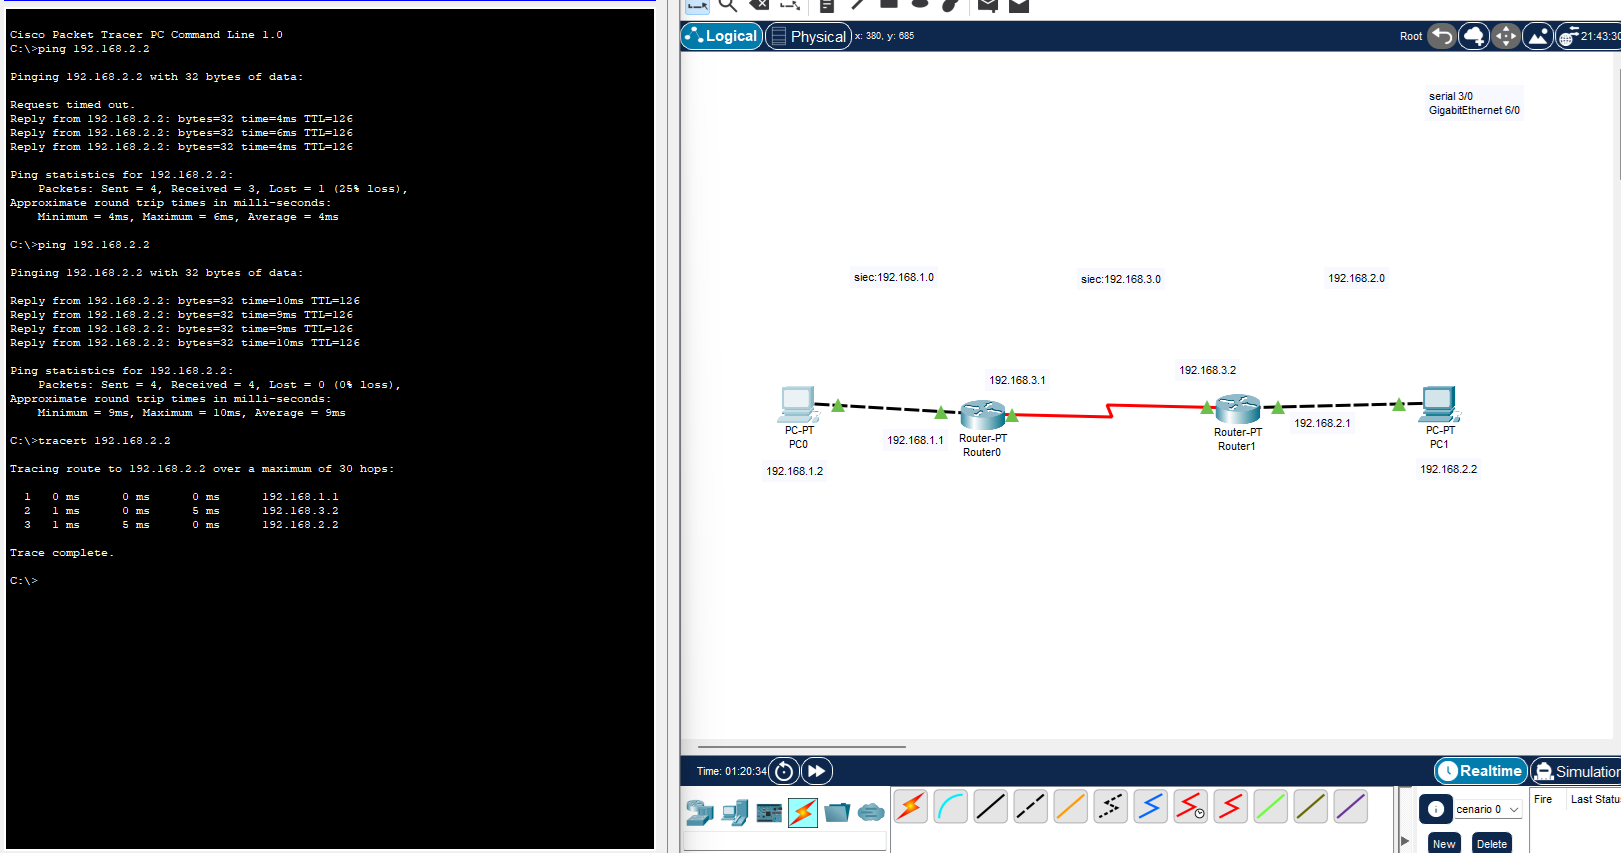 Cisco Packet Tracer PC Command Line 1.0
C:\>ping 192.168.2.2
Pinging 192.168.2.2 with 32 bytes of data:
Request timed out.
Reply from 192.168.2.2: bytes=32 time=4ms TTL=126
Reply from 192.168.2.2: bytes=32 time=6ms TTL=126
Reply from 192.168.2.2: bytes=32 time=4ms TTL=126
Ping statistics for 192.168.2.2:
    Packets: Sent = 4, Received = 3, Lost = 1 (25% loss),
Approximate round trip times in milli-seconds:
    Minimum = 4ms, Maximum = 6ms, Average = 4ms
C:\>ping 192.168.2.2
Pinging 192.168.2.2 with 32 bytes of data:
Reply from 192.168.2.2: bytes=32 time=10ms TTL=126
Reply from 192.168.2.2: bytes=32 time=9ms TTL=126
Reply from 192.168.2.2: bytes=32 time=9ms TTL=126
Reply from 192.168.2.2: bytes=32 time=10ms TTL=126
Ping statistics for 192.168.2.2:
    Packets: Sent = 4, Received = 4, Lost = 0 (0% loss),
Approximate round trip times in milli-seconds:
    Minimum = 9ms, Maximum = 10ms, Average = 9ms
C:\>tracert 192.168.2.2
Tracing route to 192.168.2.2 over a maximum of 30 hops:
  1   0 ms      0 ms      0 ms      192.168.1.1
  2   1 ms      0 ms      5 ms      192.168.3.2
  3   1 ms      5 ms      0 ms      192.168.2.2
Trace complete.
C:\>
Logical Physical x: 380, y: 685 Root 21:43:30
serial 3/0
GigabitEthernet 6/0
siec:192.168.1.0 siec:192.168.3.0 192.168.2.0
192.168.3.1 192.168.3.2
192.168.1.1 192.168.2.1
PC-PT
PC0
192.168.1.2
Router-PT
Router0
Router-PT
Router1
PC-PT
PC1
192.168.2.2
Time: 01:20:34 Realtime Simulation
cenario 0 Fire Last Statu
New Delete